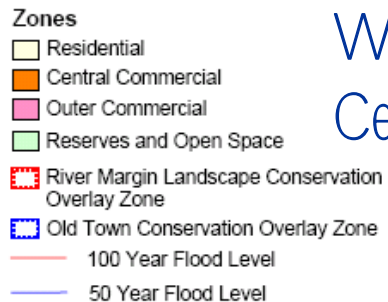 Zones
Residential
Central Commercial
Outer Commercial
Reserves and Open Space
River Margin Landscape Conservation
Overlay Zone
Old Town Conservation Overlay Zone
100 Year Flood Level
50 Year Flood Level
W
Ce